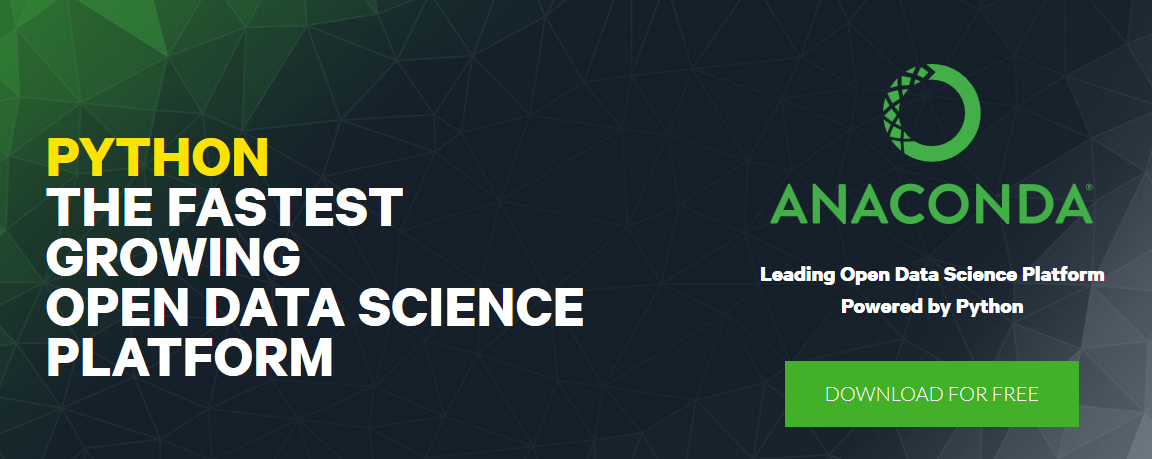 PYTHON
THE FASTEST
GROWING
OPEN DATA SCIENCE
PLATFORM
ANACONDA®
Leading Open Data Science Platform
Powered by Python
DOWNLOAD FOR FREE